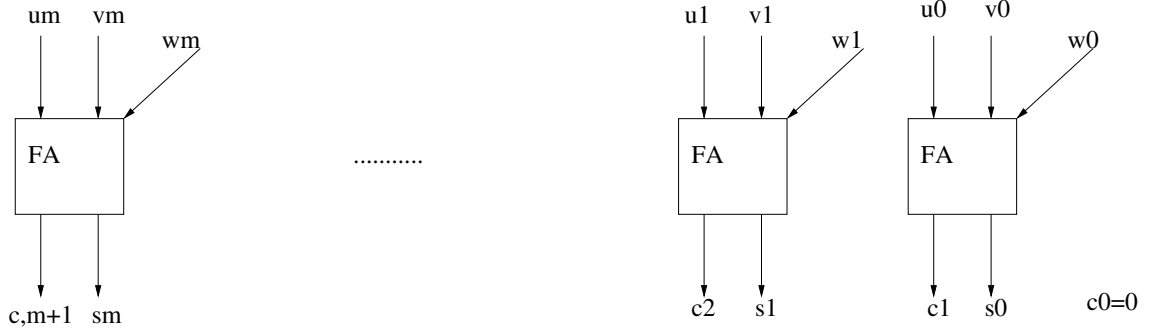 um vm wm u1 v1 w1 u0 v0 w0
FA ........... FA FA
c,m+1 sm c2 s1 c1 s0 c0=0